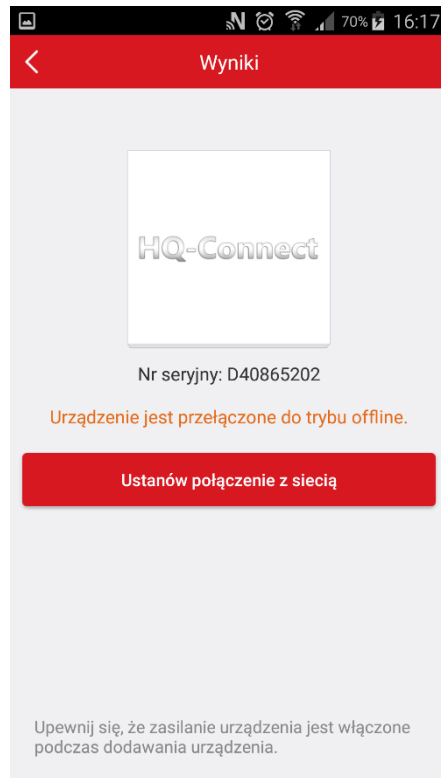 70% 16:17
Wyniki
HQ-Connect
Nr seryjny: D40865202
Urządzenie jest przełączone do trybu offline.
Ustanów połączenie z siecią
Upewnij się, że zasilanie urządzenia jest włączone
podczas dodawania urządzenia.